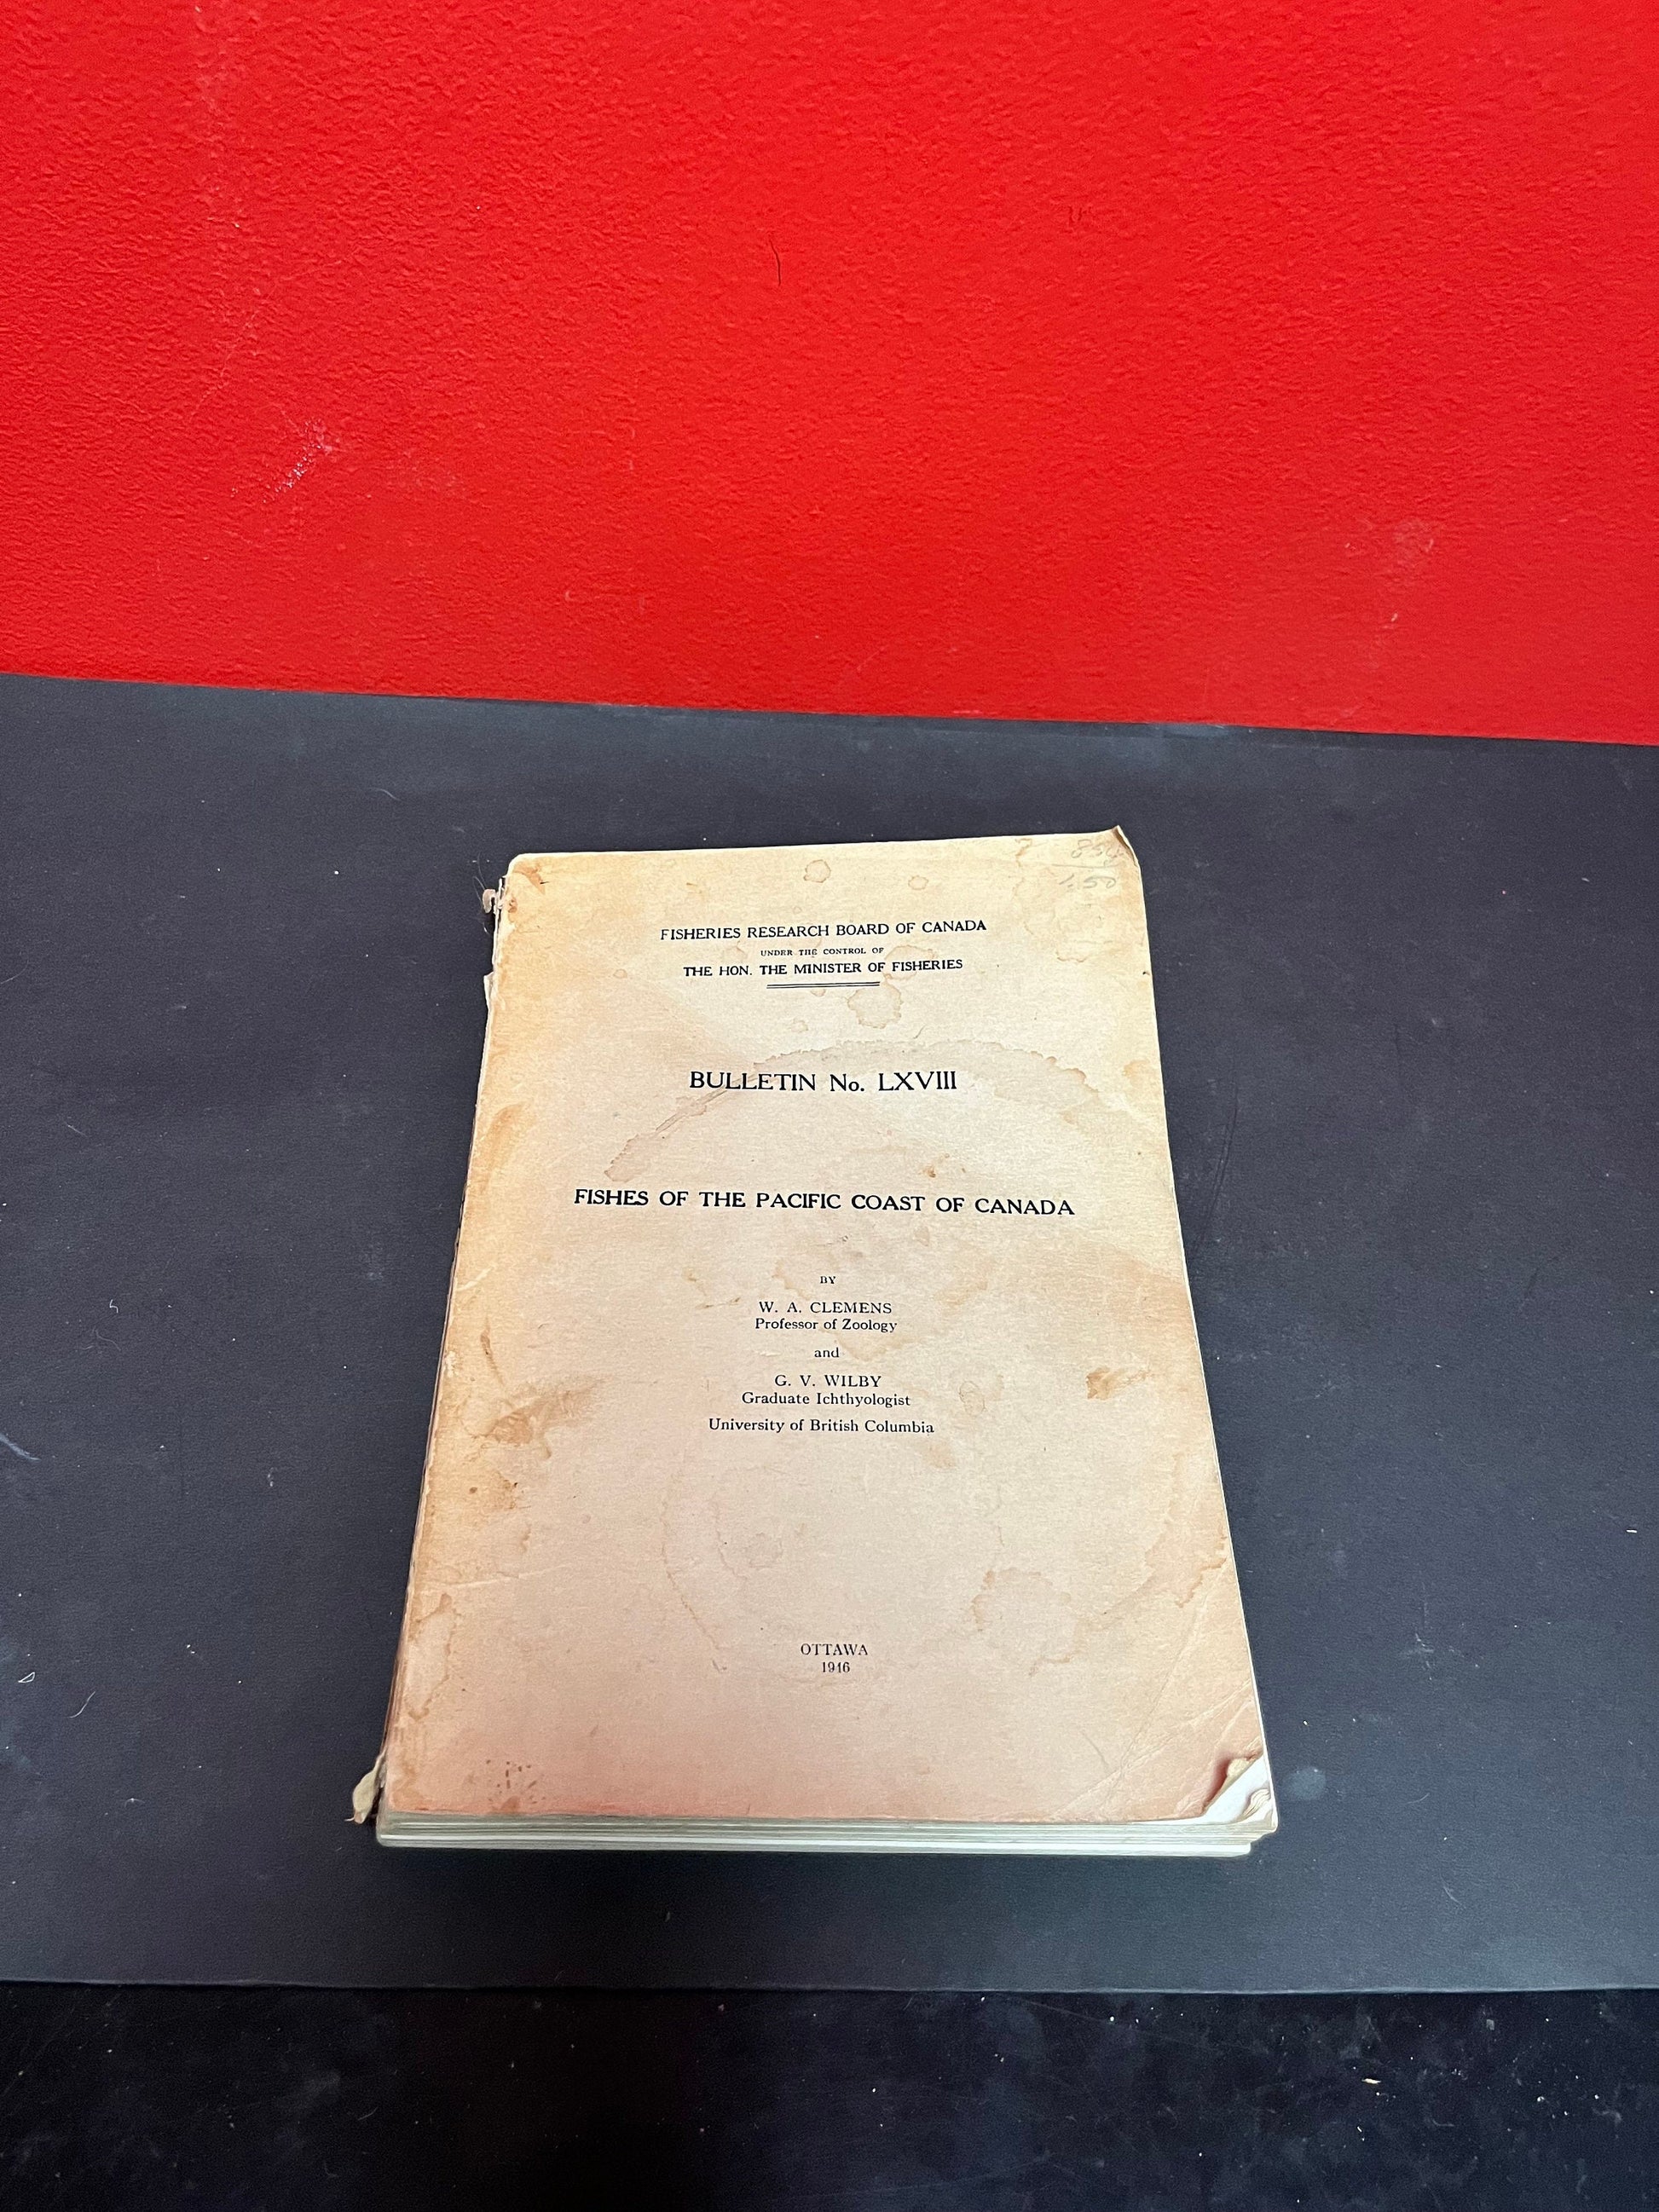 FISHERIES RESEARCH BOARD OF CANADA
UNDER THE CONTROL OF
THE HON. THE MINISTER OF FISHERIES
BULLETIN No. LXVIII
FISHES OF THE PACIFIC COAST OF CANADA
BY
W. A. CLEMENS
Professor of Zoology
and
G. V. WILBY
Graduate Ichthyologist
University of British Columbia
OTTAWA
1946